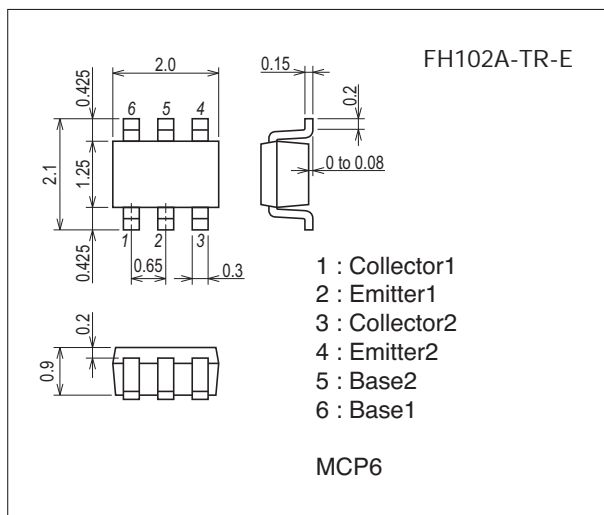 FH102A-TR-E
2.0
0.15
0.425
6 5 4
0.2
2.1
1.25
0 to 0.08
0.425
1 2 3
0.65
0.3
1 : Collector1
2 : Emitter1
3 : Collector2
4 : Emitter2
5 : Base2
6 : Base1
0.2
0.9
MCP6